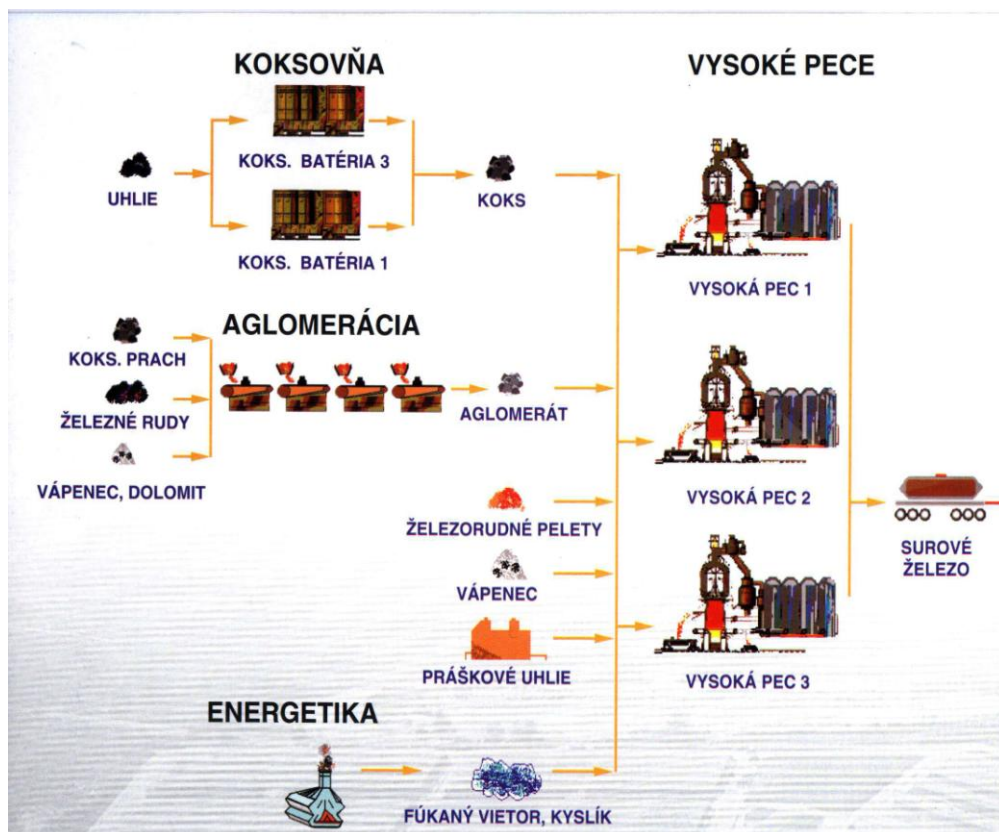 KOKSOVŇA
VYSOKÉ PECE
KOKS. BATÉRIA 3
UHLIE
KOKS
KOKS. BATÉRIA 1
VYSOKÁ PEC 1
AGLOMERÁCIA
KOKS. PRACH
ŽELEZNÉ RUDY
AGLOMERÁT
VÁPENEC, DOLOMIT
VYSOKÁ PEC 2
ŽELEZORUDNÉ PELETY
SUROVÉ
ŽELEZO
VÁPENEC
PRÁŠKOVÉ UHLIE
VYSOKÁ PEC 3
ENERGETIKA
FÚKANÝ VIETOR, KYSLÍK